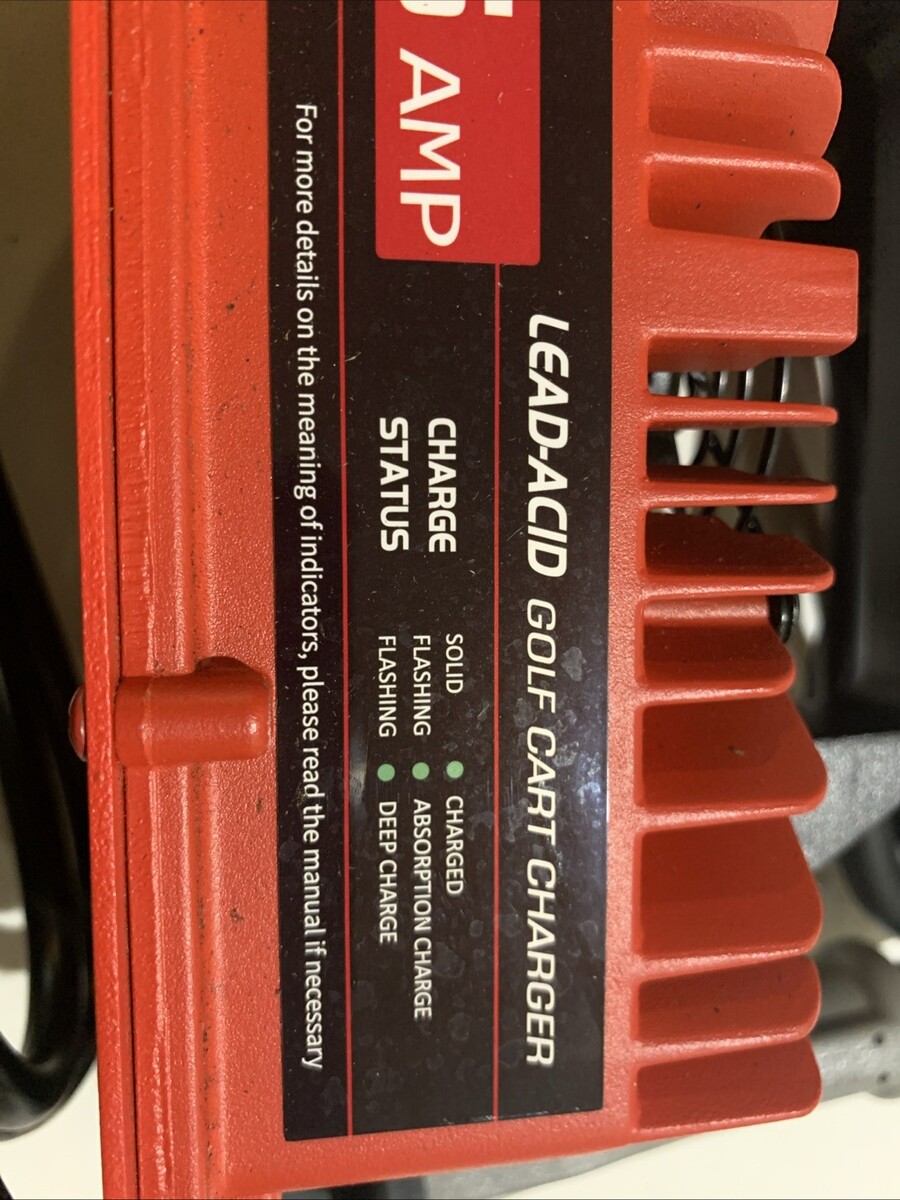 AMP
LEAD-ACID GOLF CART CHARGER
CHARGE
STATUS
SOLID CHARGED
FLASHING ABSORPTION CHARGE
FLASHING DEEP CHARGE
For more details on the meaning of indicators, please read the manual if necessary